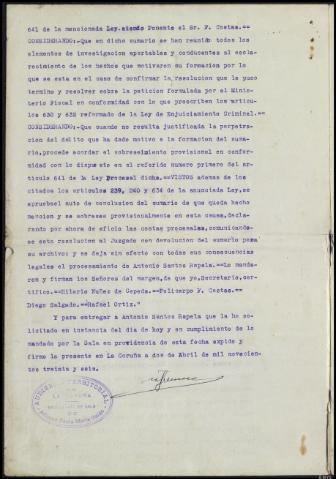 641 de la mencionada Ley.siendo Ponente el Sr. F. Castas.==
CONSIDERANDO:-Que en dicho sumario se han reunido todos los
elementos de investigacion aportables y conducentes al escla-
recimiento de los hechos que motivaron su formacion por lo
que se esta en el caso de confirmar la resolucion que le puso
termino y resolver sobre la peticion formulada por el Minis-
terio Fiscal en conformidad con lo que prescriben los articu-
los 630 y 632 reformado de la Ley de Enjuiciamiento Criminal.==
CONSIDERANDO:-Que cuando no resulta justificada la perpetra-
cion del delito que ha dado motivo a la formacion del suma-
rio, procede acordar el sobreseimiento provisional en confor-
midad con lo dispuesto en el referido numero primero del ar-
ticulo 641 de la Ley Procesal dicha.==VISTOS ademas de los
citados los articulos 239, 240 y 634 de la enunciada Ley.se
aprueba el auto de conclusion del sumario de que queda hecho
mencion y se sobresee provisionalmente en esta causa, decla-
rando por ahora de oficio las costas procesales, comunicando-
se esta resolucion al Juzgado con devolucion del sumario para
su archivo; y se deja sin efecto con todas sus consecuencias
legales el procesamiento de Antonio Santos Repela.==Lo manda-
ron y firman los Señores del margen, de que yo, Secretario, cer-
tifico.==Hilario Nuñez de Cepeda.==Policarpo F. Costas.==
Diego Salgado.==Rafael Ortiz."
Y para entregar a Antonio Santos Repela que la ha so-
licitado en instancia del dia de hoy y en cumplimiento de lo
mandado por la Sala en providencia de esta fecha expido y
firmo la presente en La Coruña a dos de Abril de mil novecien-
tos treinta y seis.
AUDIENCIA TERRITORIAL